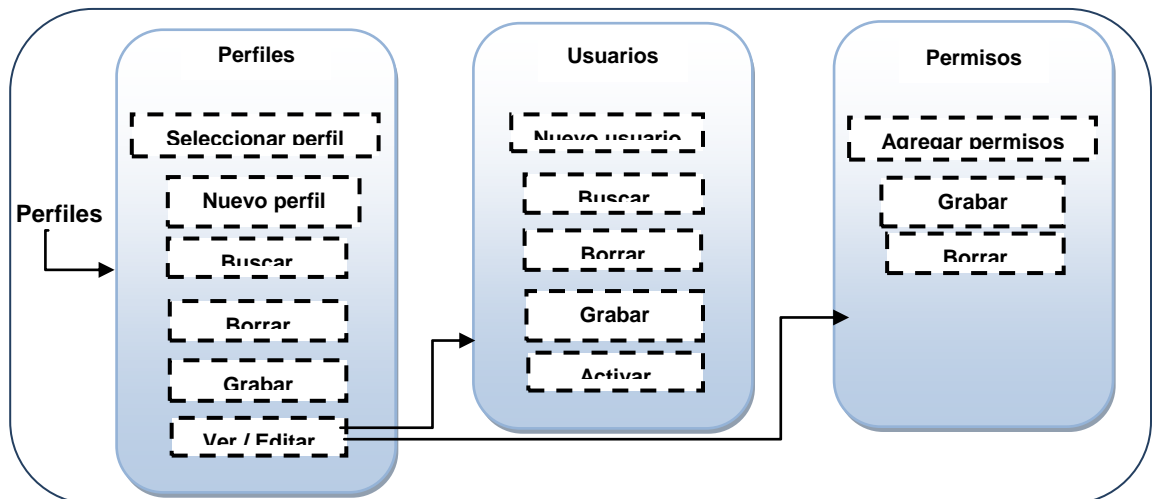 Perfiles
Perfiles
Seleccionar perfil
Nuevo perfil
Buscar
Borrar
Grabar
Ver / Editar
Usuarios
Nuevo usuario
Buscar
Borrar
Grabar
Activar
Permisos
Agregar permisos
Grabar
Borrar